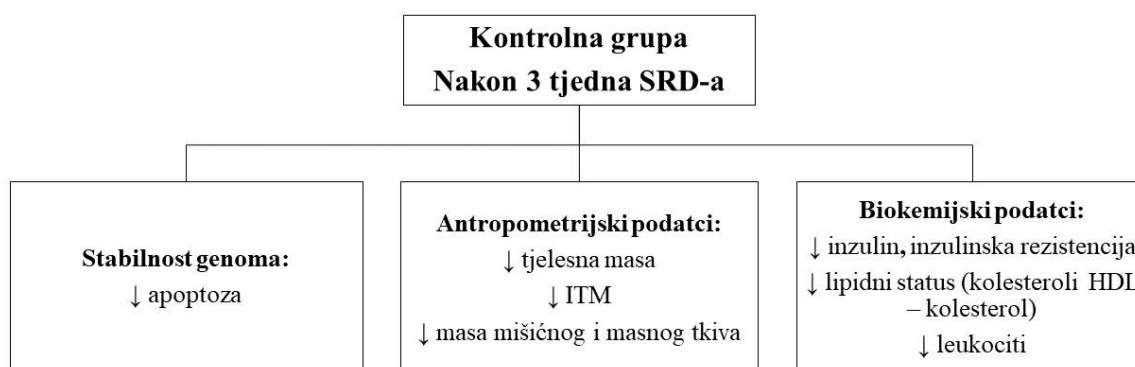 Kontrolna grupa
Nakon 3 tjedna SRD-a
Stabilnost genoma:
↓ apoptoza
Antropometrijski podatci:
↓ tjelesna masa
↓ ITM
↓ masa mišićnog i masnog tkiva
Biokemijski podatci:
↓ inzulin, inzulinska rezistencija
↓ lipidni status (kolesteroli HDL
– kolesterol)
↓ leukociti